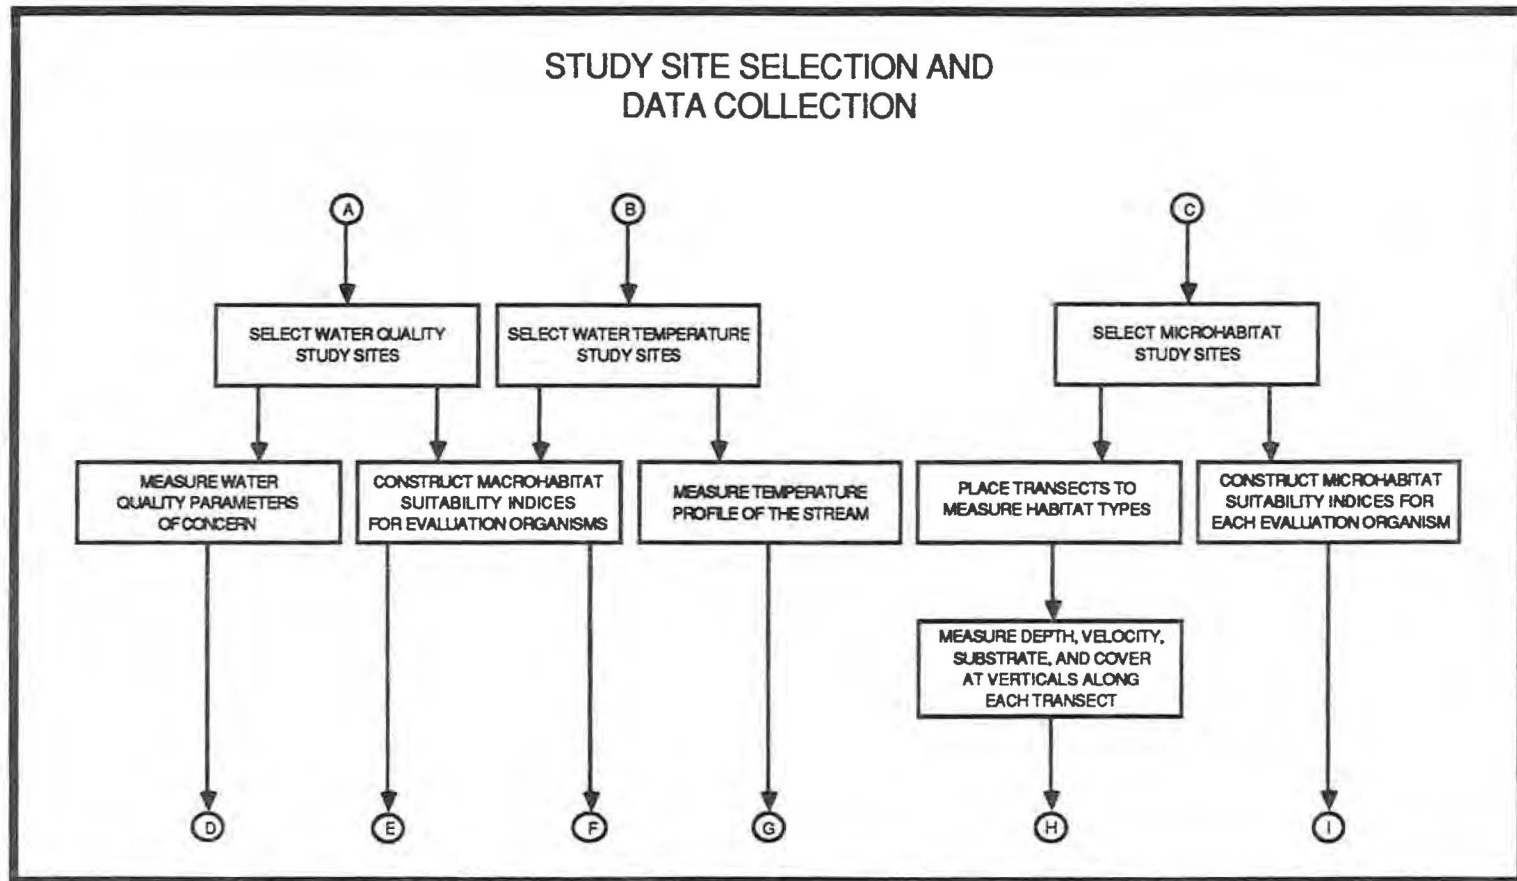 STUDY SITE SELECTION AND
DATA COLLECTION
A
B
C
SELECT WATER QUALITY
STUDY SITES
SELECT WATER TEMPERATURE
STUDY SITES
SELECT MICROHABITAT
STUDY SITES
MEASURE WATER
QUALITY PARAMETERS
OF CONCERN
CONSTRUCT MACROHABITAT
SUITABILITY INDICES
FOR EVALUATION ORGANISMS
MEASURE TEMPERATURE
PROFILE OF THE STREAM
PLACE TRANSECTS TO
MEASURE HABITAT TYPES
CONSTRUCT MICROHABITAT
SUITABILITY INDICES FOR
EACH EVALUATION ORGANISM
MEASURE DEPTH, VELOCITY,
SUBSTRATE, AND COVER
AT VERTICALS ALONG
EACH TRANSECT
D
E
F
G
H
I